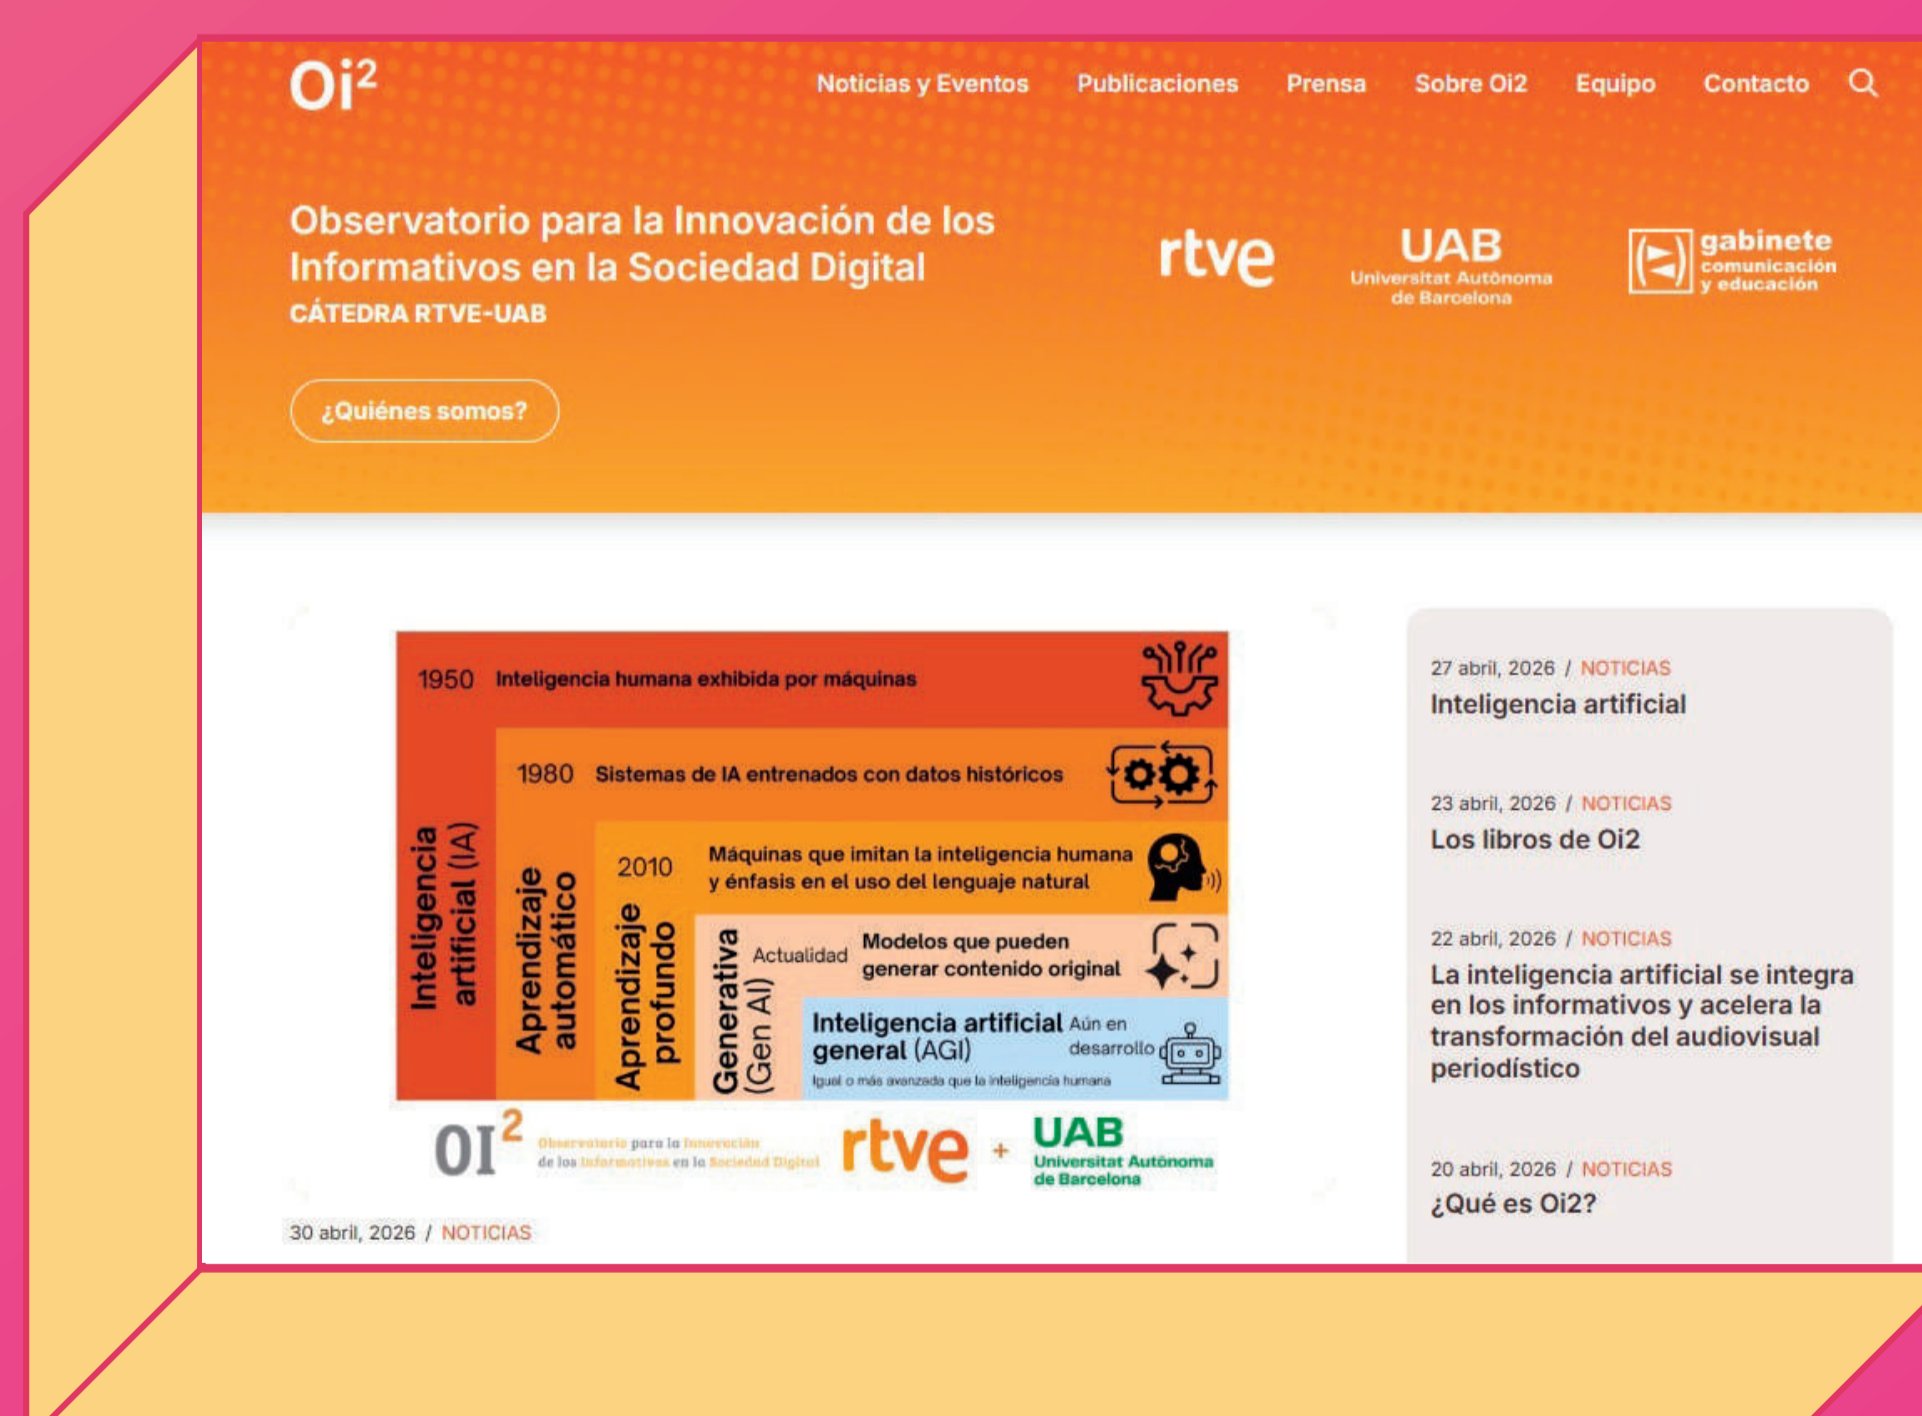 Oi²
Noticias y Eventos
Publicaciones
Prensa
Sobre Oi2
Equipo
Contacto
Observatorio para la Innovación de los
Informativos en la Sociedad Digital
CÁTEDRA RTVE-UAB
rtve
UAB
Universitat Autònoma
de Barcelona
gabinete
comunicación
y educación
¿Quiénes somos?
1950 Inteligencia humana exhibida por máquinas
Inteligencia
artificial (IA)
1980 Sistemas de IA entrenados con datos históricos
Aprendizaje
automático
2010
Máquinas que imitan la inteligencia humana
y énfasis en el uso del lenguaje natural
Aprendizaje
profundo
Generativa
(Gen AI)
Actualidad
Modelos que pueden
generar contenido original
Inteligencia artificial
general (AGI)
Aún en
desarrollo
Igual o más avanzada que la inteligencia humana
OI²
Observatorio para la Innovación
de los Informativos en la Sociedad Digital
rtve
+
UAB
Universitat Autònoma
de Barcelona
30 abril, 2026 / NOTICIAS
27 abril, 2026 / NOTICIAS
Inteligencia artificial
23 abril, 2026 / NOTICIAS
Los libros de Oi2
22 abril, 2026 / NOTICIAS
La inteligencia artificial se integra
en los informativos y acelera la
transformación del audiovisual
periodístico
20 abril, 2026 / NOTICIAS
¿Qué es Oi2?